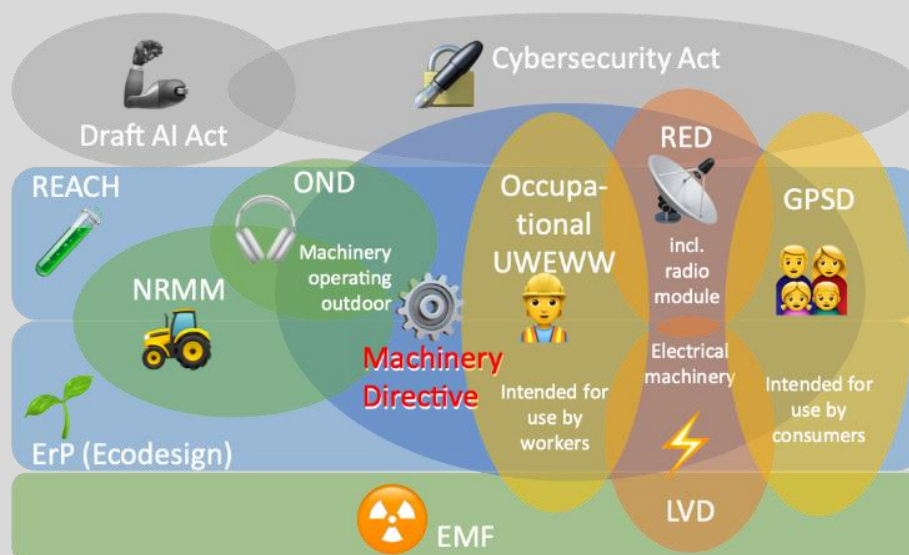 Cybersecurity Act
Draft AI Act
RED
REACH
OND
Occupa-
tional
UWEWW
GPSD
Machinery
operating
outdoor
incl.
radio
module
NRMM
Machinery
Directive
Electrical
machinery
Intended for
use by
workers
Intended for
use by
consumers
ErP (Ecodesign)
LVD
EMF